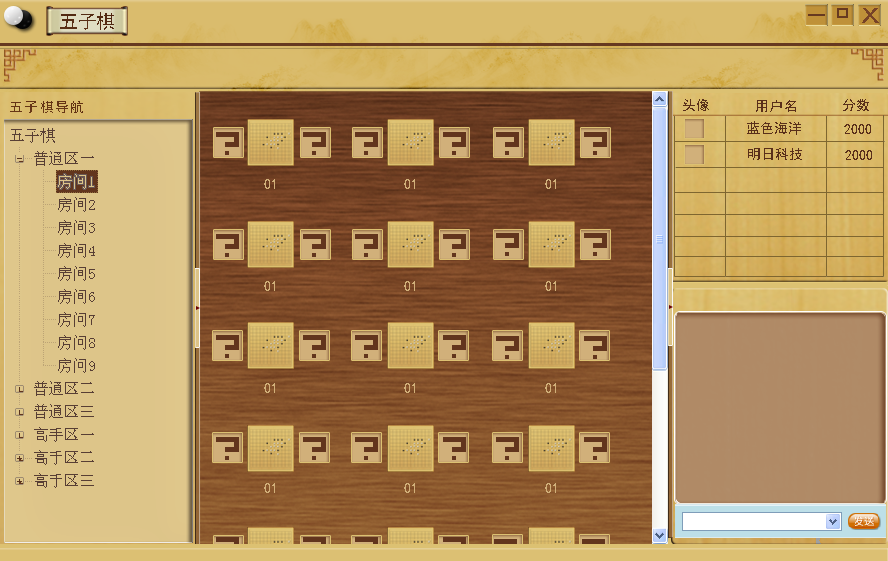 五子棋
五子棋导航
五子棋
普通区一
房间1
房间2
房间3
房间4
房间5
房间6
房间7
房间8
房间9
普通区二
普通区三
高手区一
高手区二
高手区三
01 01 01
01 01 01
01 01 01
01 01 01
头像 用户名 分数
蓝色海洋 2000
明日科技 2000
发送